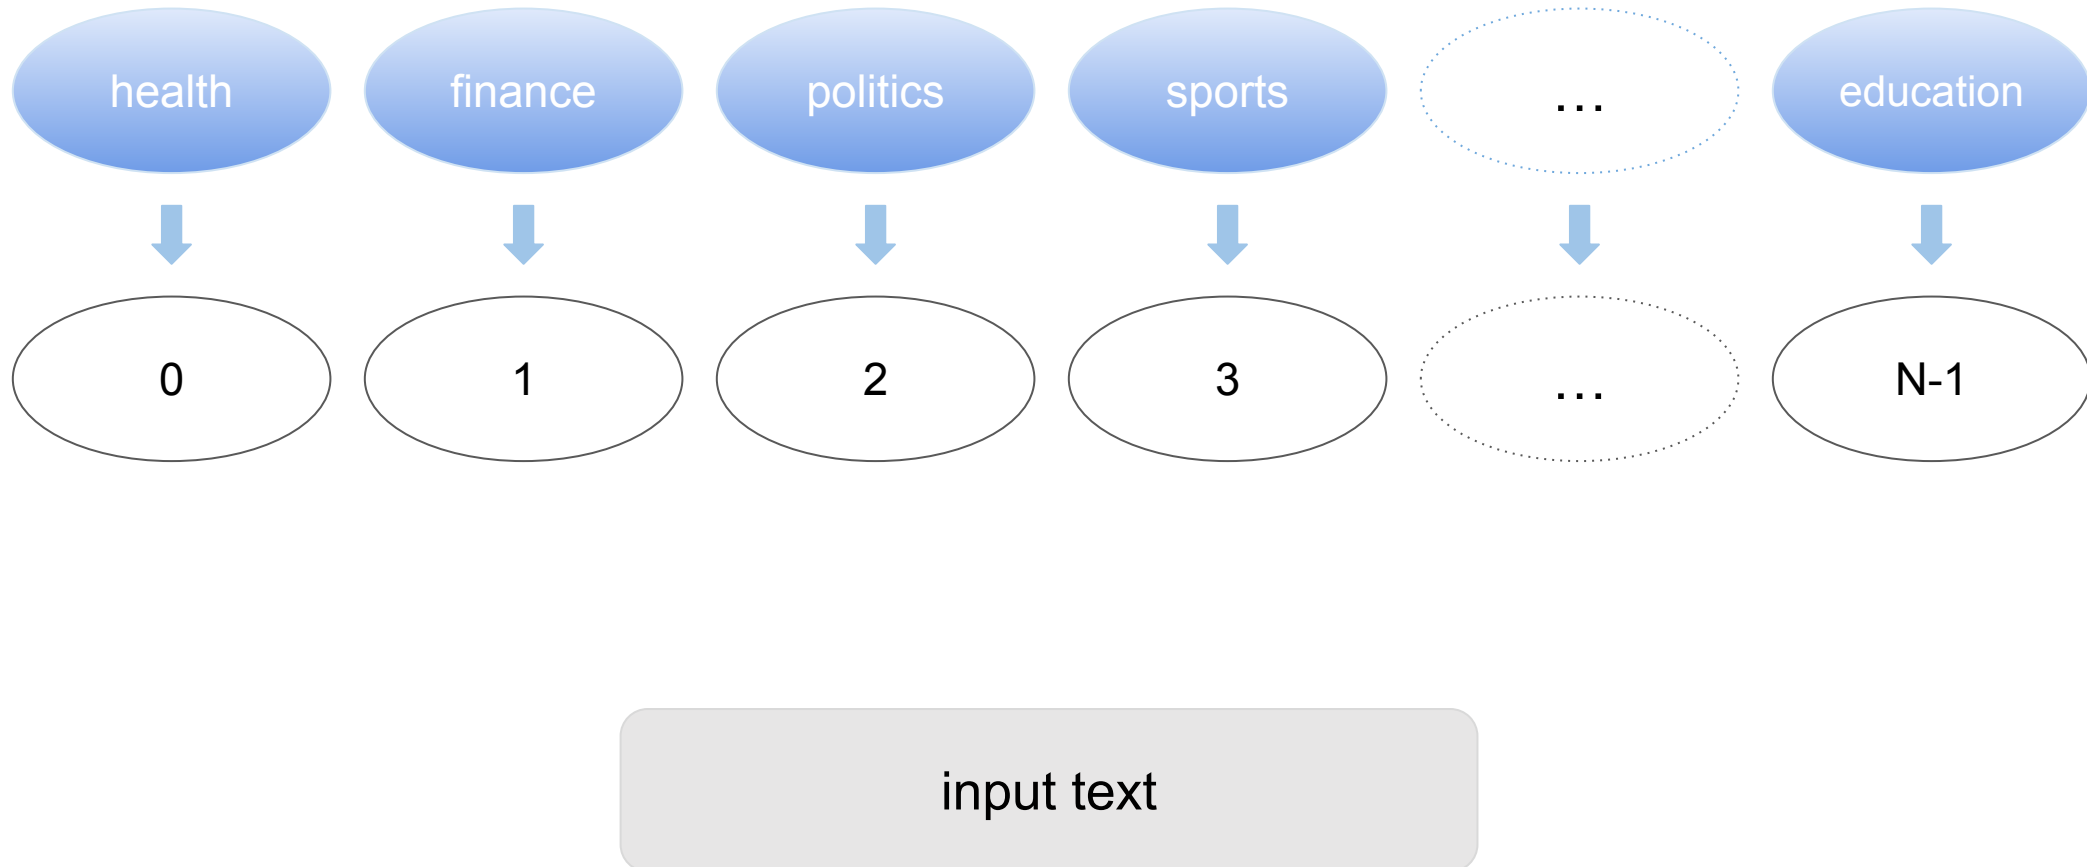 health finance politics sports … education
0 1 2 3 … N-1
input text